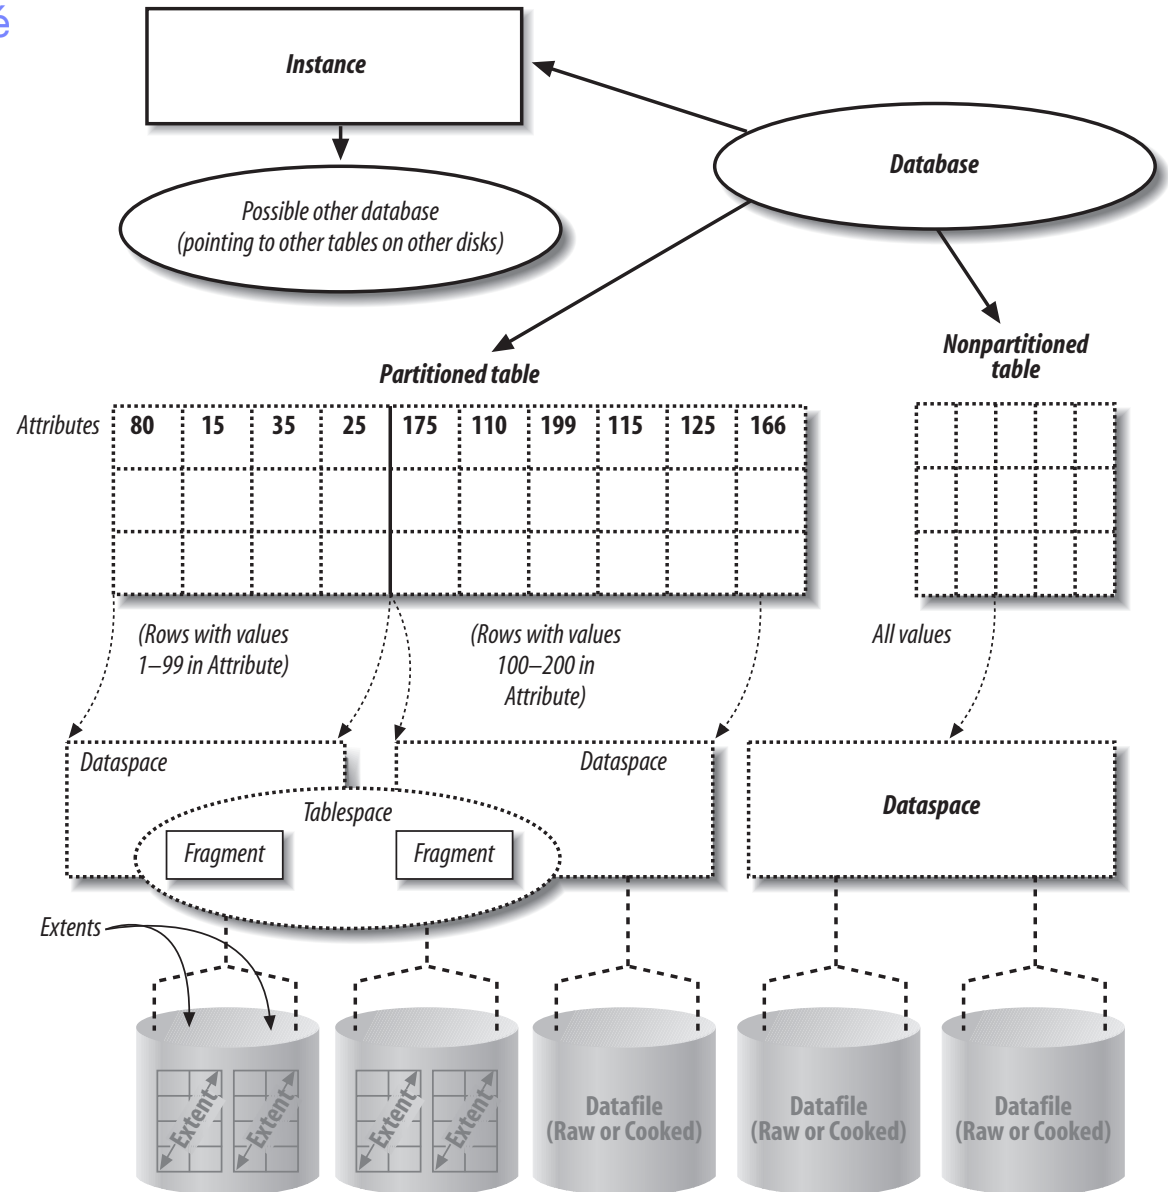 é
Instance
Database
Possible other database
(pointing to other tables on other disks)
Partitioned table
Nonpartitioned
table
Attributes 80 15 35 25 175 110 199 115 125 166
(Rows with values
1–99 in Attribute)
(Rows with values
100–200 in
Attribute)
All values
Dataspace
Dataspace
Dataspace
Tablespace
Fragment
Fragment
Extents
Extent
Extent
Extent
Extent
Datafile
(Raw or Cooked)
Datafile
(Raw or Cooked)
Datafile
(Raw or Cooked)